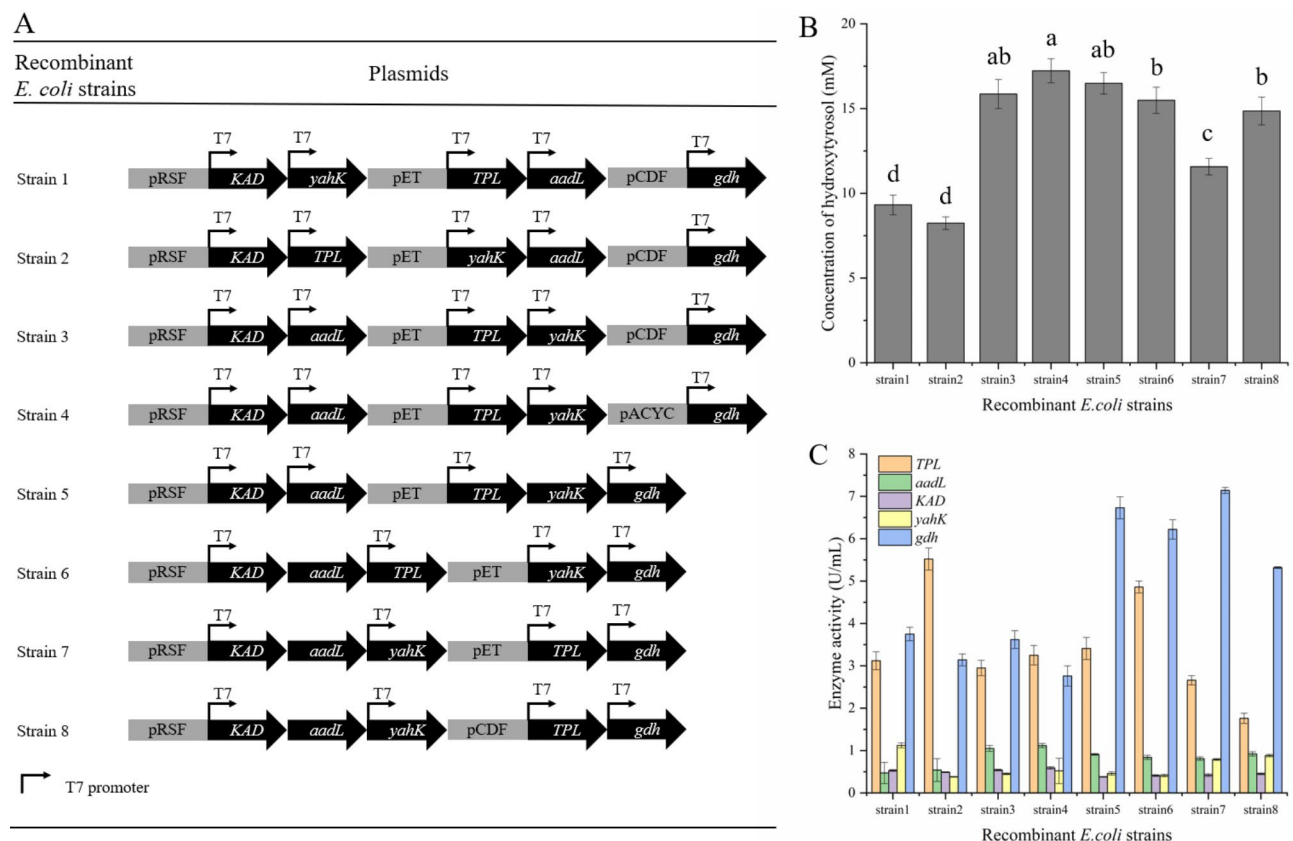 A
Recombinant
E. coli strains
Plasmids
T7 T7 T7 T7 T7
Strain 1 pRSF KAD yahK pET TPL aadL pCDF gdh
T7 T7 T7 T7 T7
Strain 2 pRSF KAD TPL pET yahK aadL pCDF gdh
T7 T7 T7 T7 T7
Strain 3 pRSF KAD aadL pET TPL yahK pCDF gdh
T7 T7 T7 T7 T7
Strain 4 pRSF KAD aadL pET TPL yahK pACYC gdh
T7 T7 T7 T7
Strain 5 pRSF KAD aadL pET TPL yahK gdh
T7 T7 T7 T7
Strain 6 pRSF KAD aadL TPL pET yahK gdh
T7 T7 T7 T7
Strain 7 pRSF KAD aadL yahK pET TPL gdh
T7 T7 T7 T7
Strain 8 pRSF KAD aadL yahK pCDF TPL gdh
T7 promoter
B
Concentration of hydroxytyrosol (mM)
20
15
10
5
0
d d ab a ab b c b
strain1 strain2 strain3 strain4 strain5 strain6 strain7 strain8
Recombinant E.coli strains
C
Enzyme activity (U/mL)
8
7
6
5
4
3
2
1
0
TPL
aadL
KAD
yahK
gdh
strain1 strain2 strain3 strain4 strain5 strain6 strain7 strain8
Recombinant E.coli strains